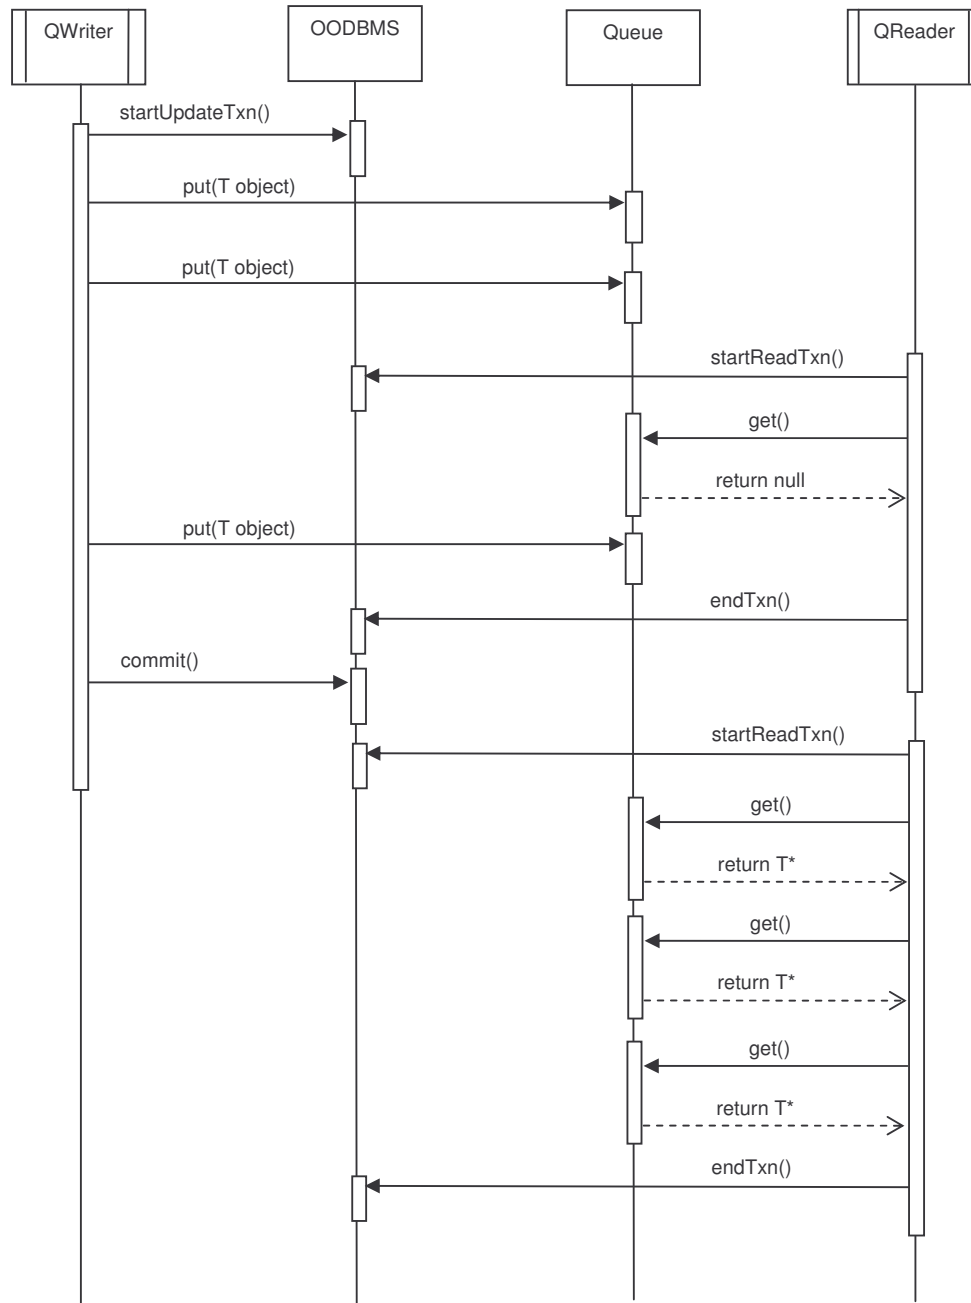 QWriter
OODBMS
Queue
QReader
startUpdateTxn()
put(T object)
put(T object)
startReadTxn()
get()
return null
put(T object)
endTxn()
commit()
startReadTxn()
get()
return T*
get()
return T*
get()
return T*
endTxn()